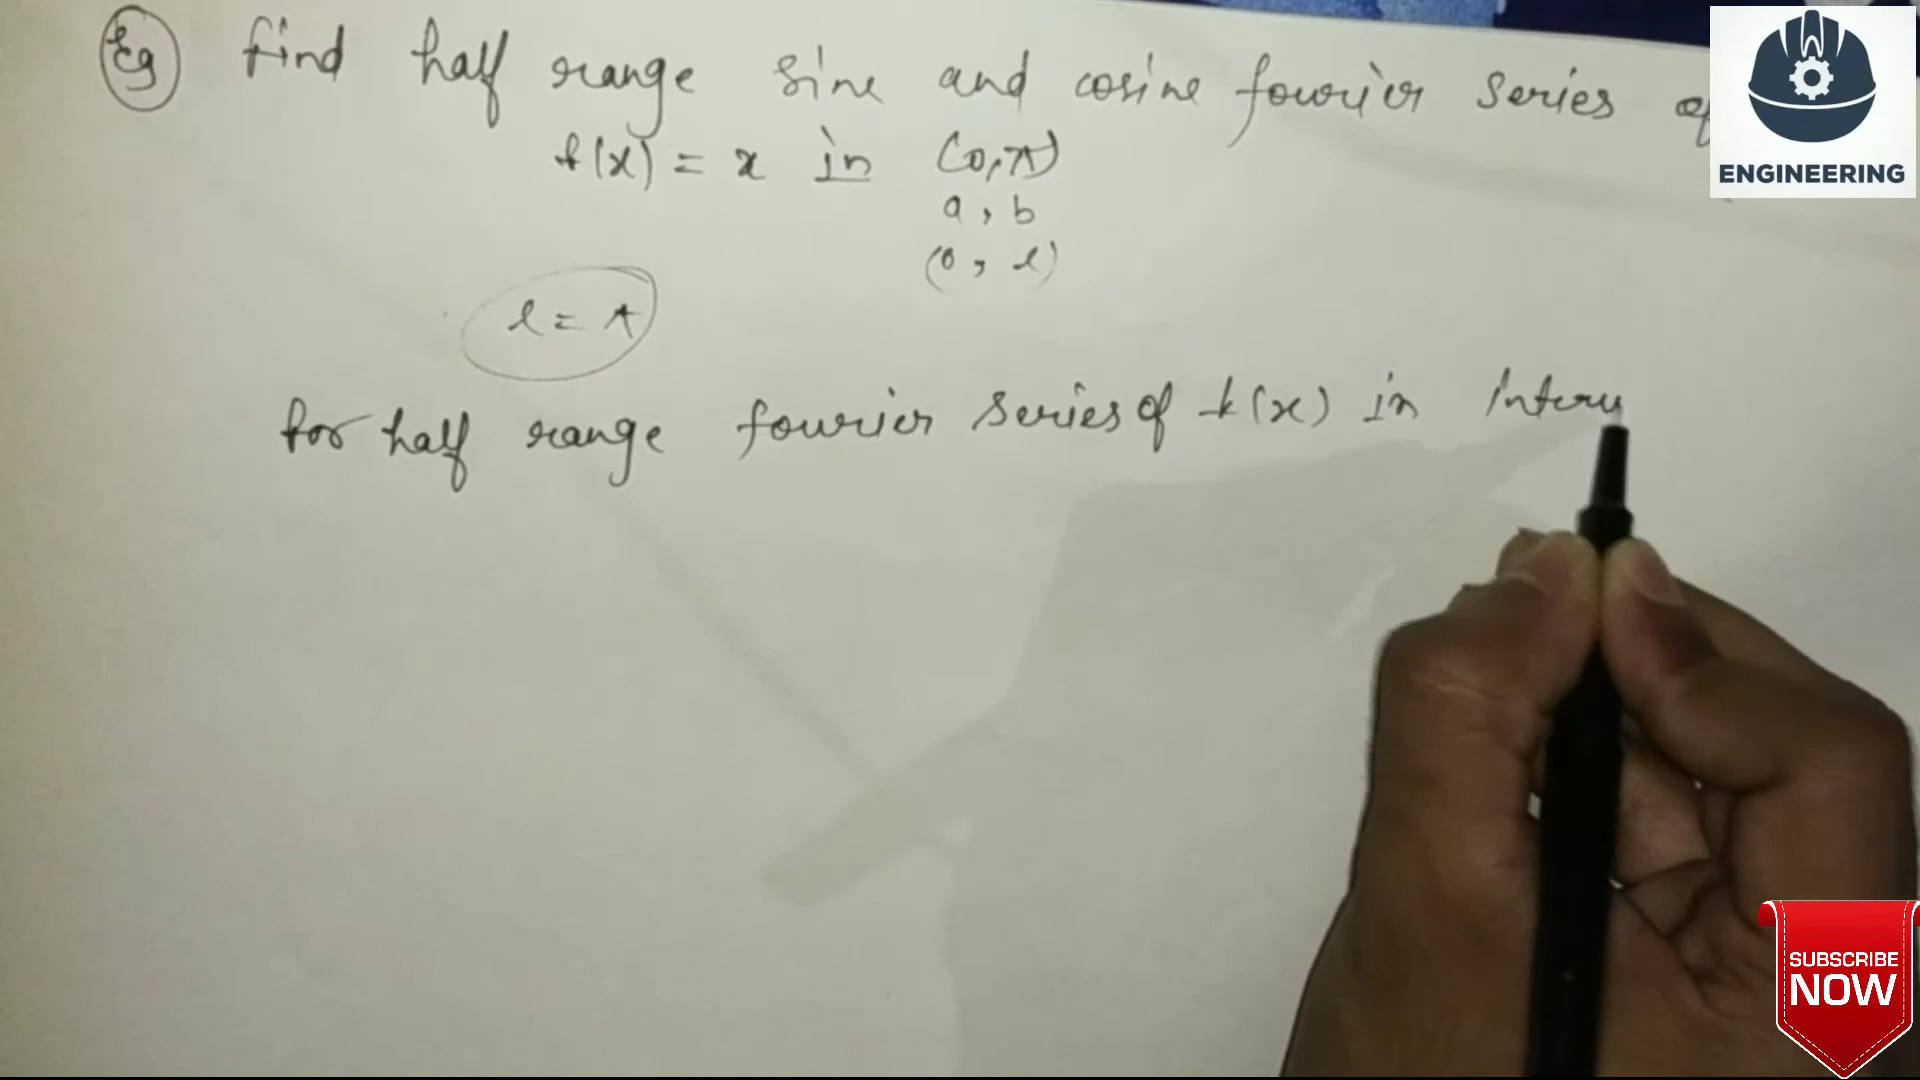 Eg find half range sine and cosine fourier series of
f(x) = x in (0,π)
a , b
(0 , l)
l = π
for half range fourier series of f(x) in Interv
ENGINEERING
SUBSCRIBE
NOW